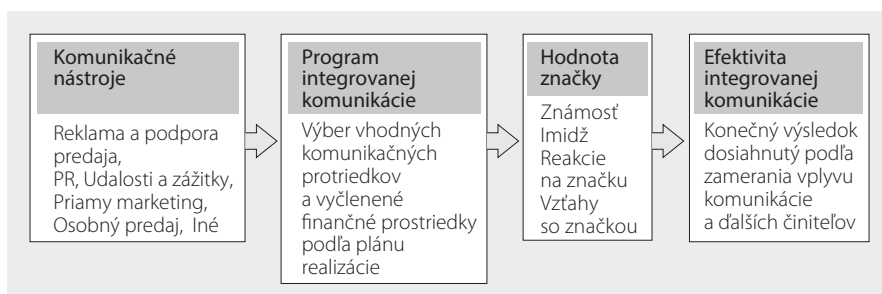 Komunikačné
nástroje
Reklama a podpora
predaja,
PR, Udalosti a zážitky,
Priamy marketing,
Osobný predaj, Iné
Program
integrovanej
komunikácie
Výber vhodných
komunikačných
protriedkov
a vyčlenené
finančné prostriedky
podľa plánu
realizácie
Hodnota
značky
Známosť
Imidž
Reakcie
na značku
Vzťahy
so značkou
Efektivita
integrovanej
komunikácie
Konečný výsledok
dosiahnutý podľa
zamerania vplyvu
komunikácie
a ďalších činiteľov